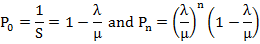 P₀ = 1/S = 1 − λ/μ and Pₙ = (λ/μ)ⁿ (1 − λ/μ)